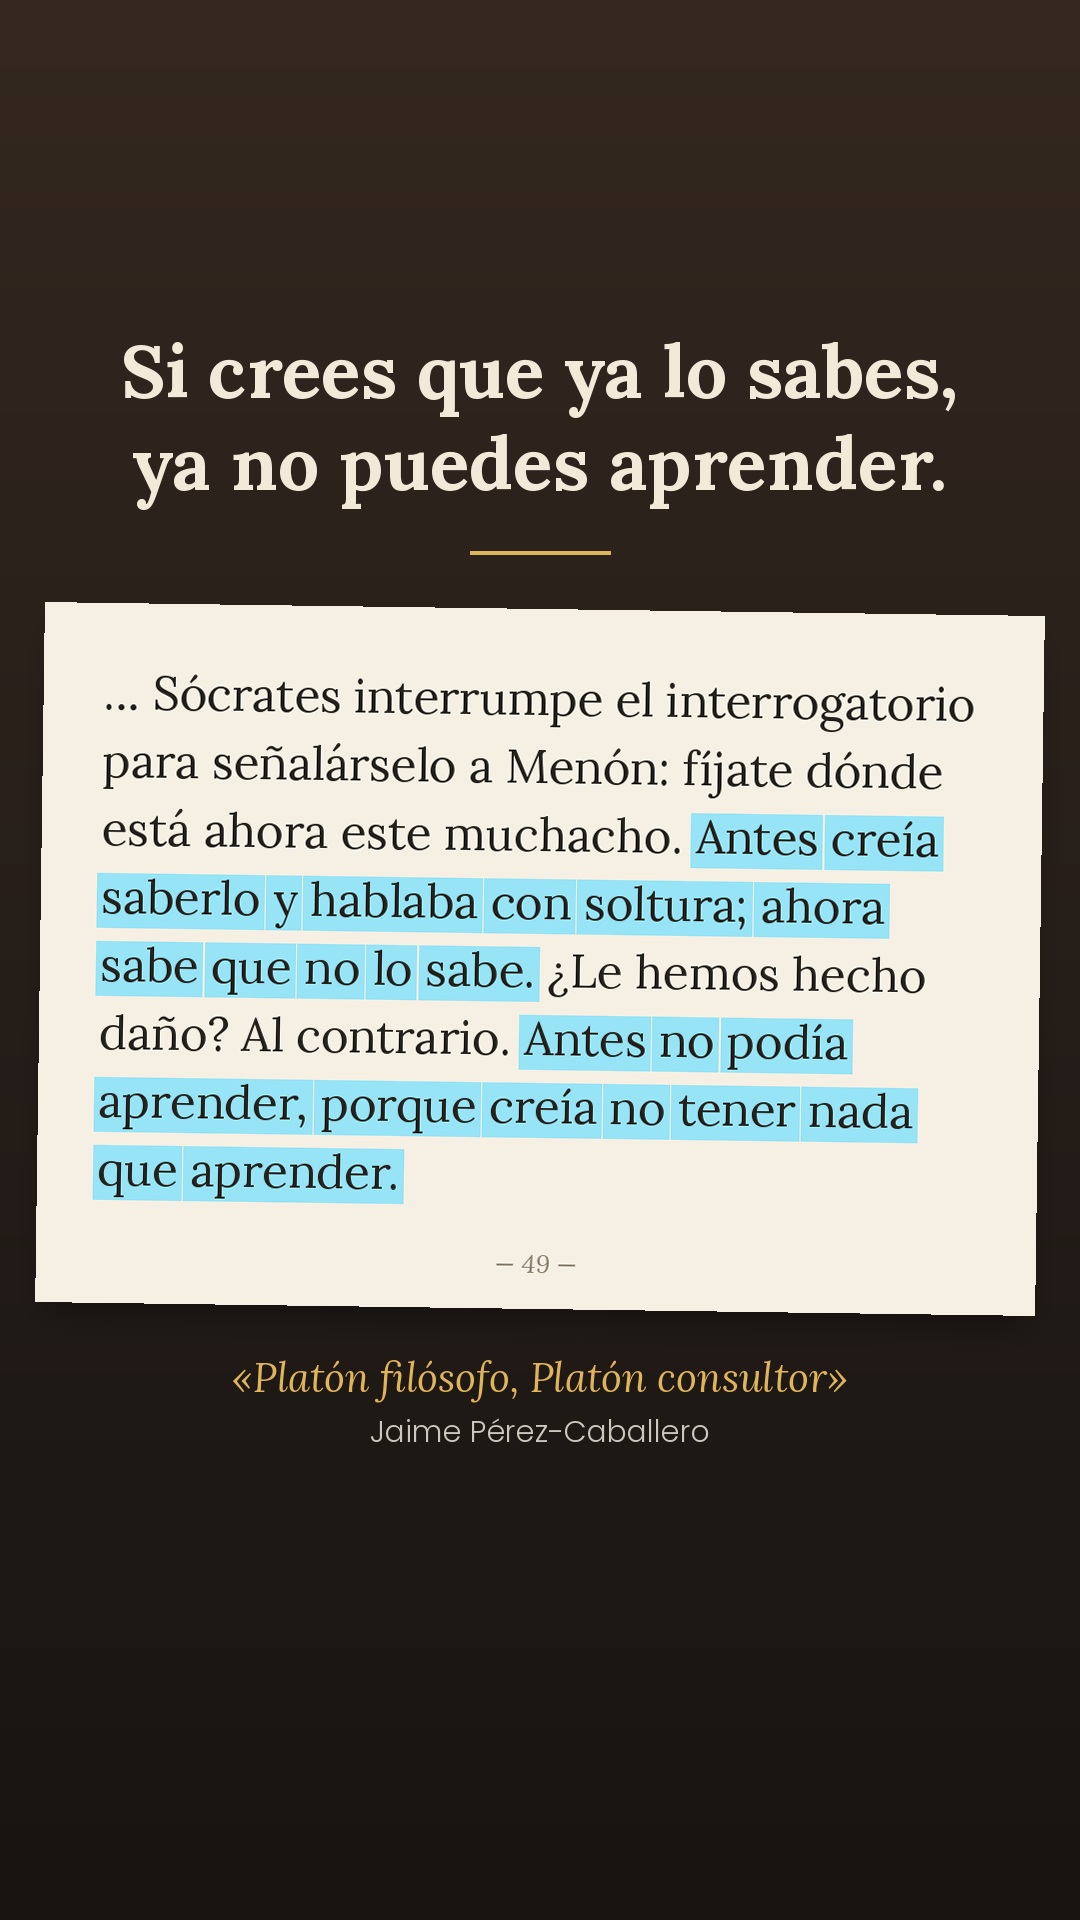 Si crees que ya lo sabes,
ya no puedes aprender.
... Sócrates interrumpe el interrogatorio
para señalárselo a Menón: fíjate dónde
está ahora este muchacho. Antes creía
saberlo y hablaba con soltura; ahora
sabe que no lo sabe. ¿Le hemos hecho
daño? Al contrario. Antes no podía
aprender, porque creía no tener nada
que aprender.
— 49 —
«Platón filósofo, Platón consultor»
Jaime Pérez-Caballero